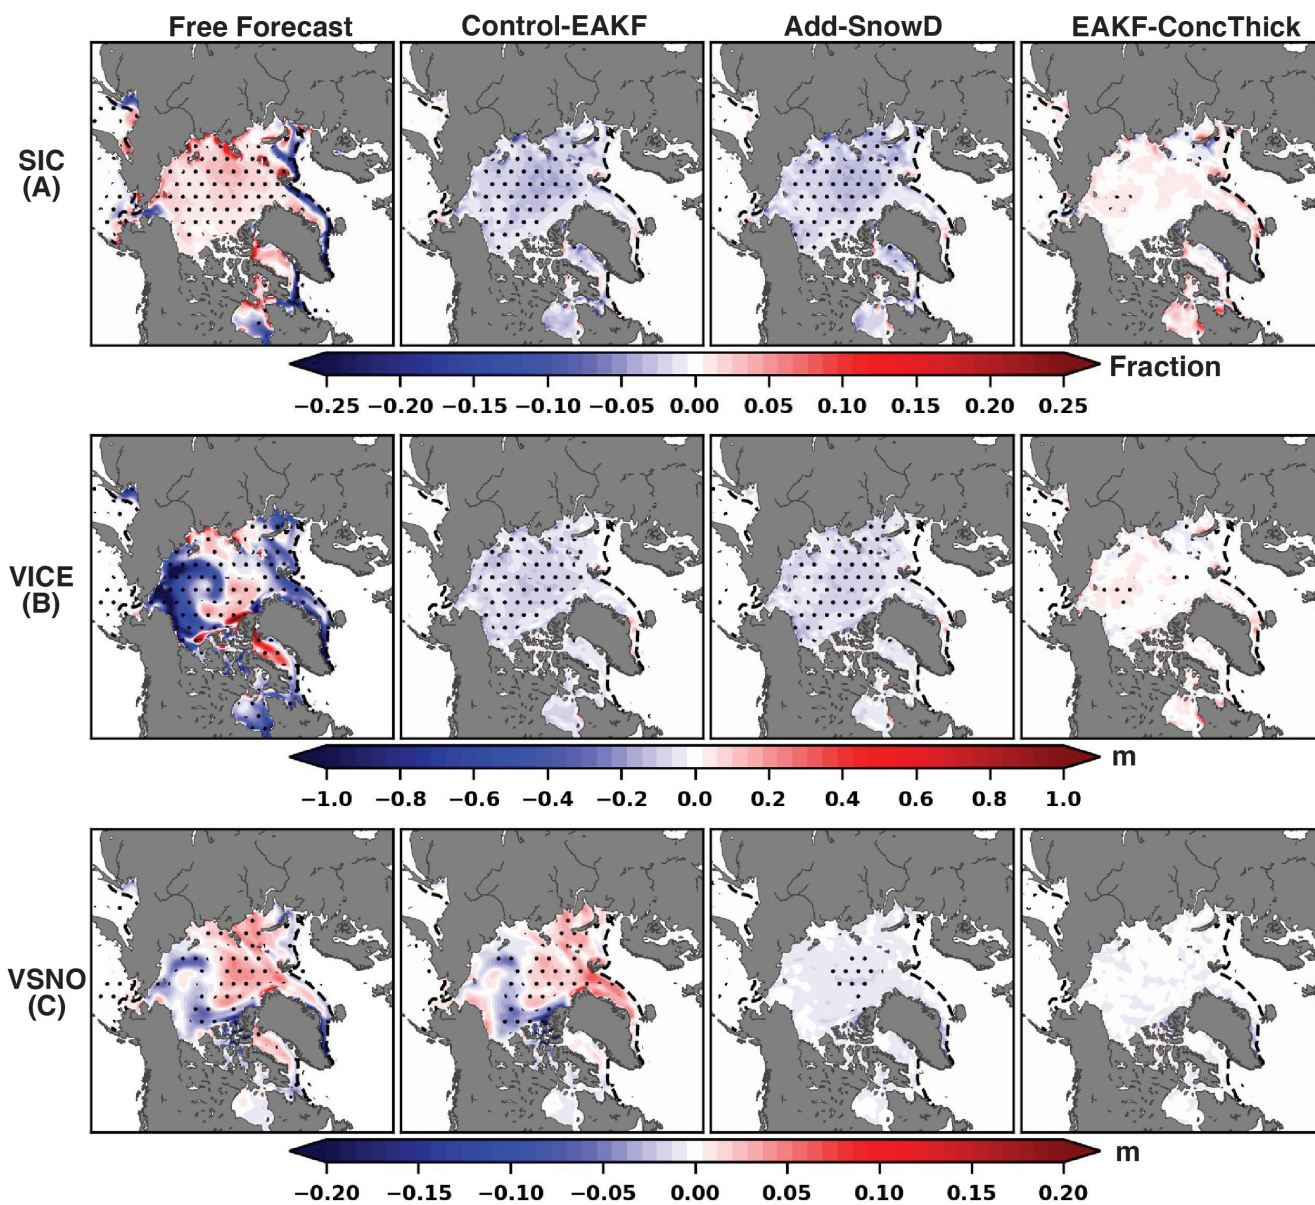 Free Forecast Control-EAKF Add-SnowD EAKF-ConcThick
SIC
(A)
−0.25 −0.20 −0.15 −0.10 −0.05 0.00 0.05 0.10 0.15 0.20 0.25
Fraction
VICE
(B)
−1.0 −0.8 −0.6 −0.4 −0.2 0.0 0.2 0.4 0.6 0.8 1.0
m
VSNO
(C)
−0.20 −0.15 −0.10 −0.05 0.00 0.05 0.10 0.15 0.20
m